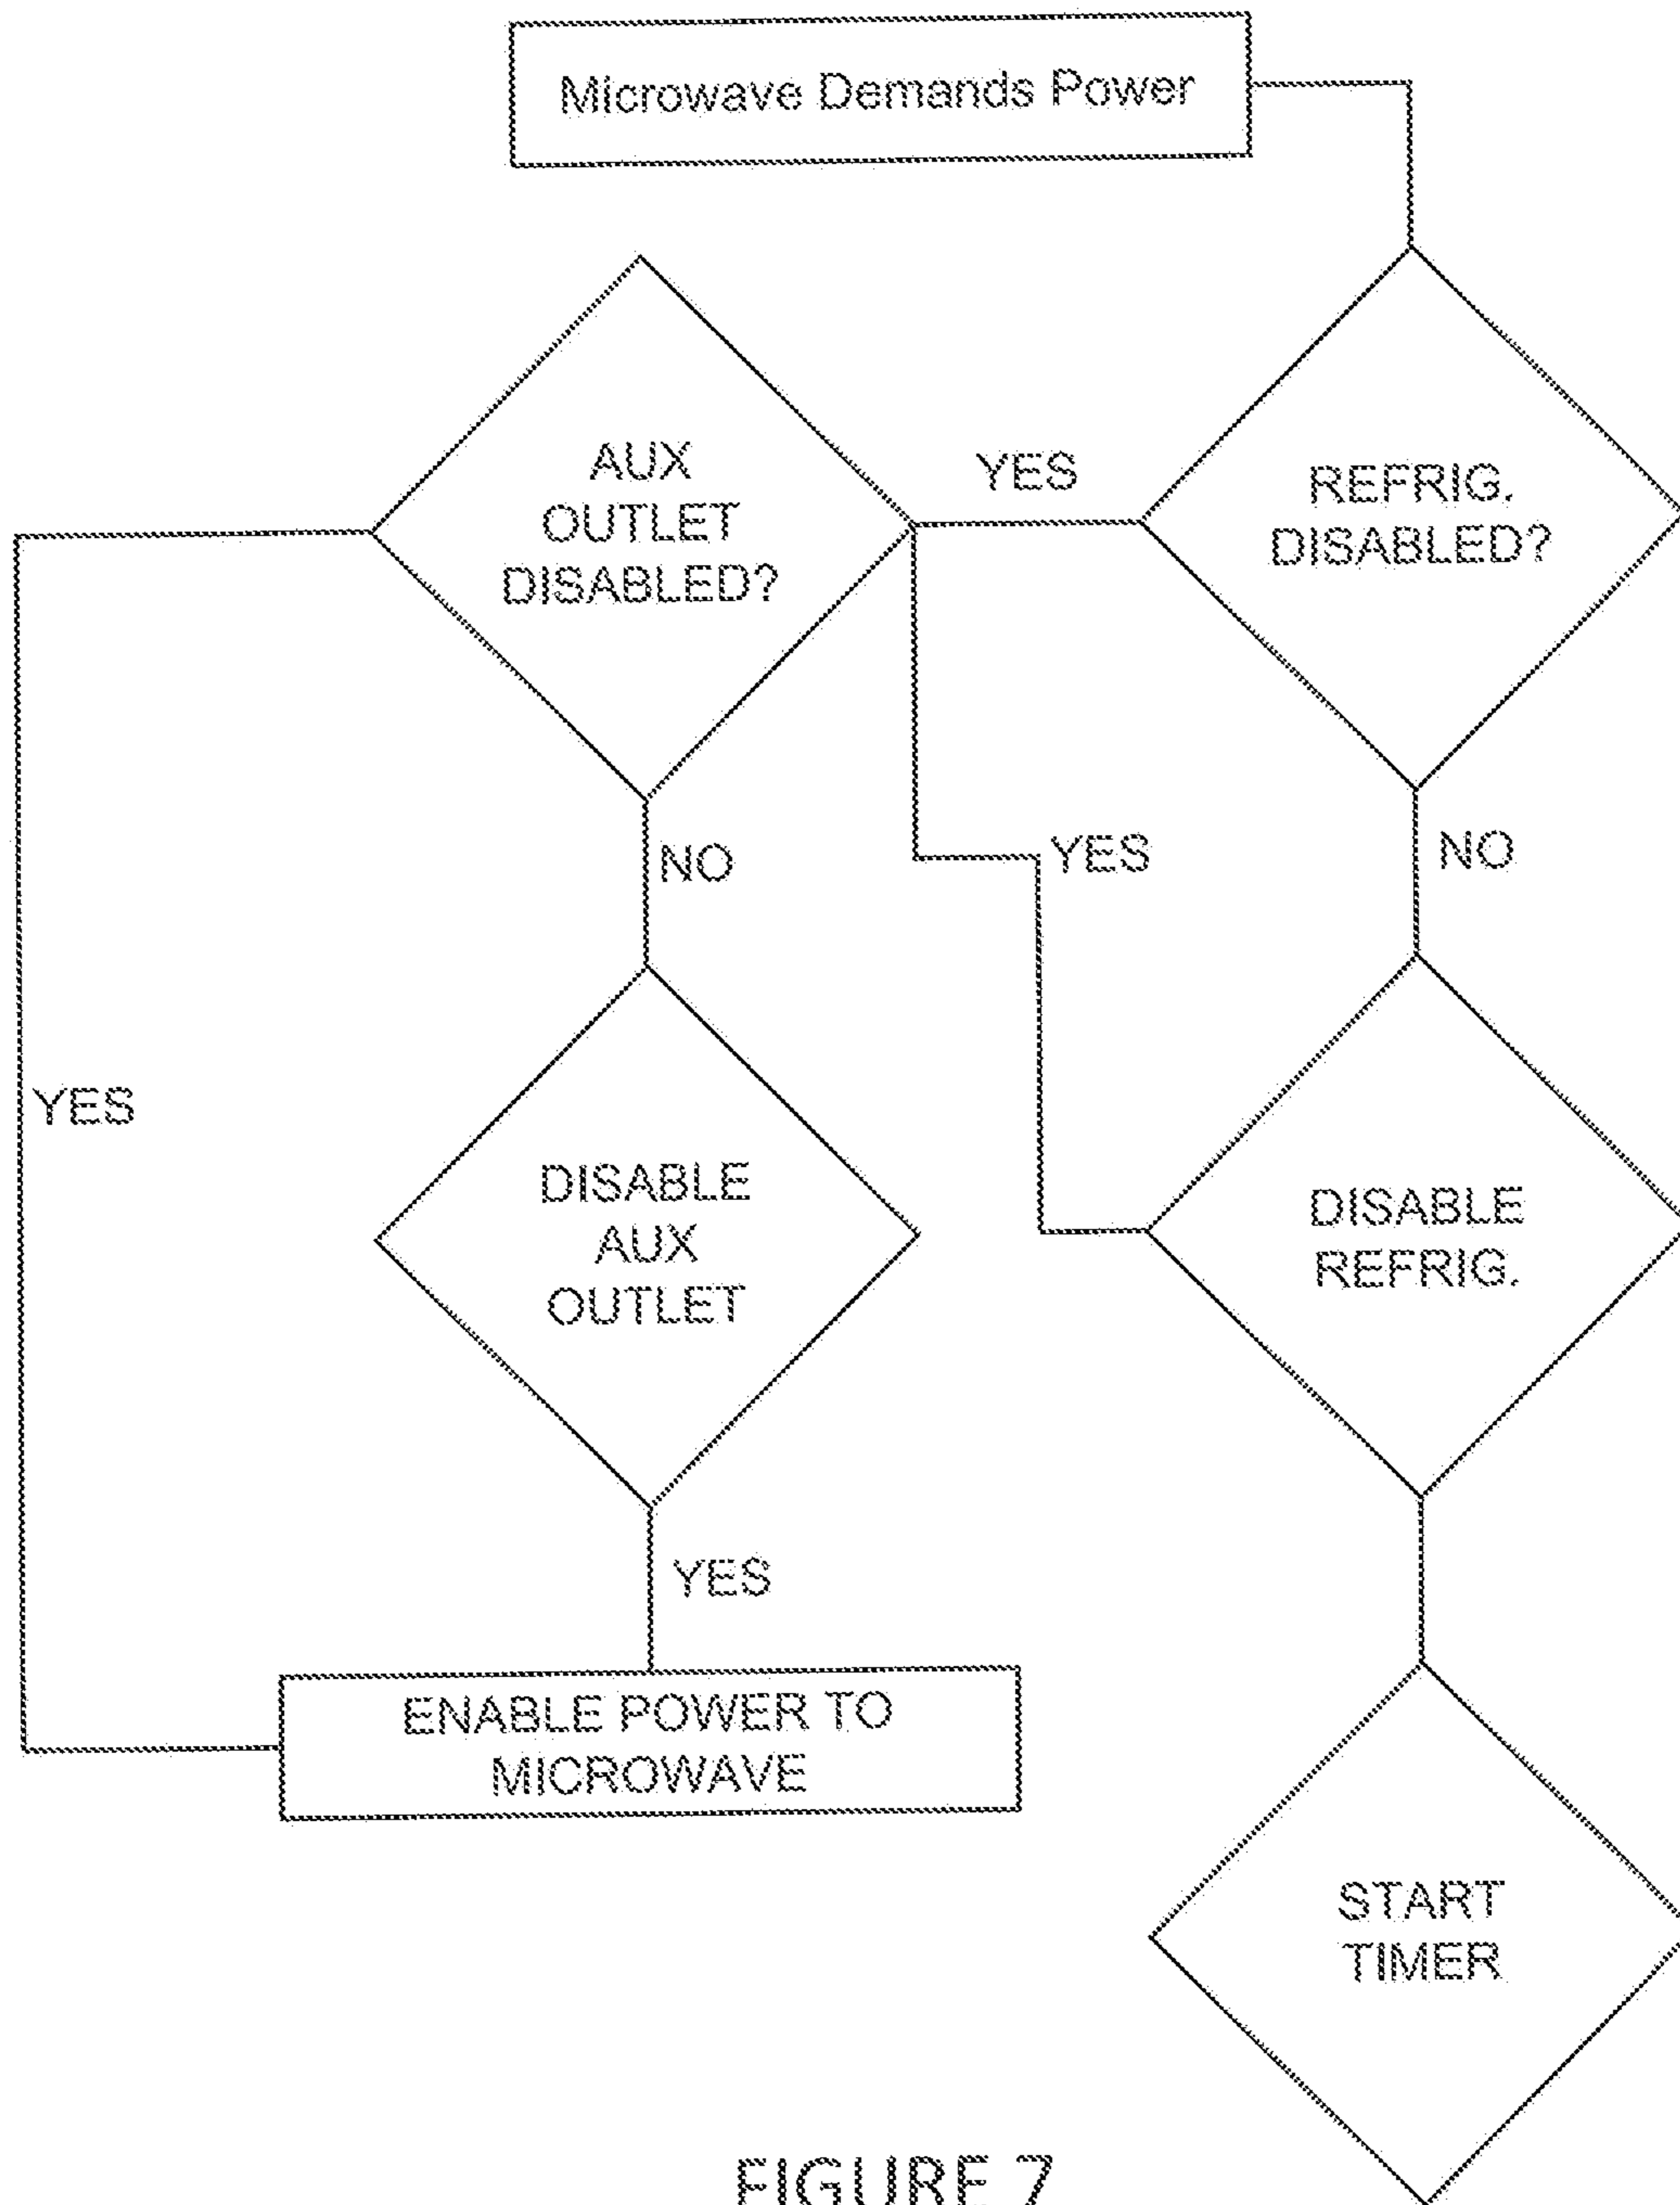 Microwave Demands Power
AUX
OUTLET
DISABLED?
YES
REFRIG.
DISABLED?
NO
YES
NO
YES
DISABLE
AUX
OUTLET
DISABLE
REFRIG.
YES
ENABLE POWER TO
MICROWAVE
START
TIMER
FIGURE 7